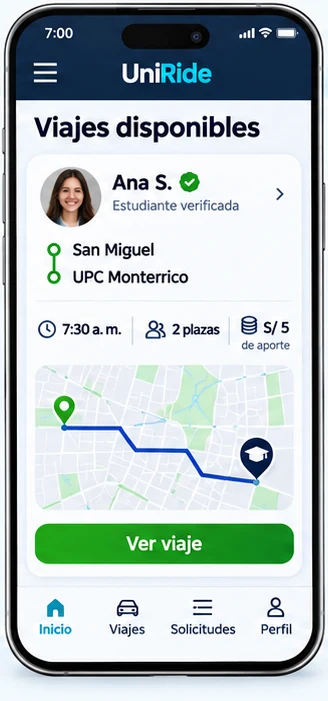 7:00
UniRide
Viajes disponibles
Ana S.
Estudiante verificada
San Miguel
UPC Monterrico
7:30 a. m.
2 plazas
S/ 5
de aporte
Ver viaje
Inicio
Viajes
Solicitudes
Perfil